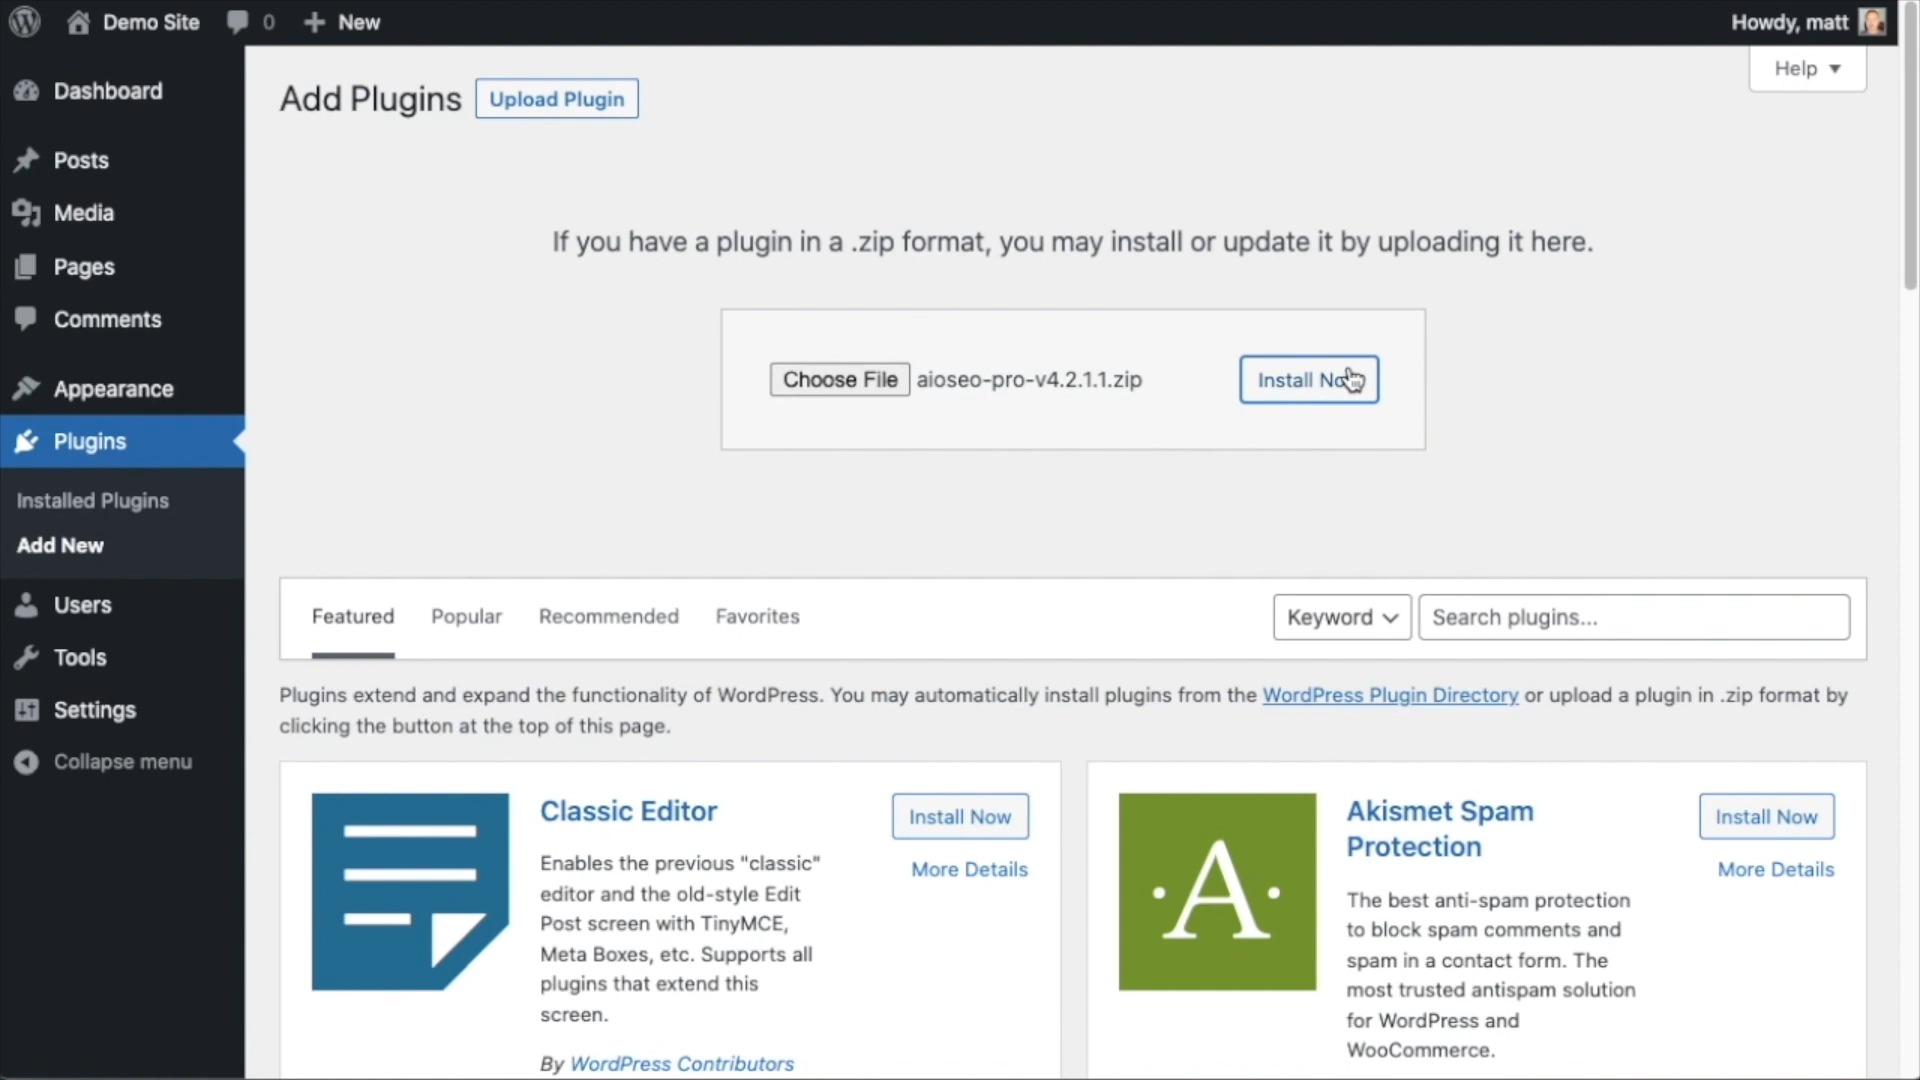 Demo Site
0
New
Howdy, matt
Dashboard
Posts
Media
Pages
Comments
Appearance
Plugins
Installed Plugins
Add New
Users
Tools
Settings
Collapse menu
Help
Add Plugins
Upload Plugin
If you have a plugin in a .zip format, you may install or update it by uploading it here.
Choose File aioseo-pro-v4.2.1.1.zip
Install Now
Featured
Popular
Recommended
Favorites
Keyword
Search plugins...
Plugins extend and expand the functionality of WordPress. You may automatically install plugins from the WordPress Plugin Directory or upload a plugin in .zip format by
clicking the button at the top of this page.
Classic Editor
Install Now
More Details
Enables the previous "classic"
editor and the old-style Edit
Post screen with TinyMCE,
Meta Boxes, etc. Supports all
plugins that extend this
screen.
By WordPress Contributors
·A·
Akismet Spam
Protection
Install Now
More Details
The best anti-spam protection
to block spam comments and
spam in a contact form. The
most trusted antispam solution
for WordPress and
WooCommerce.